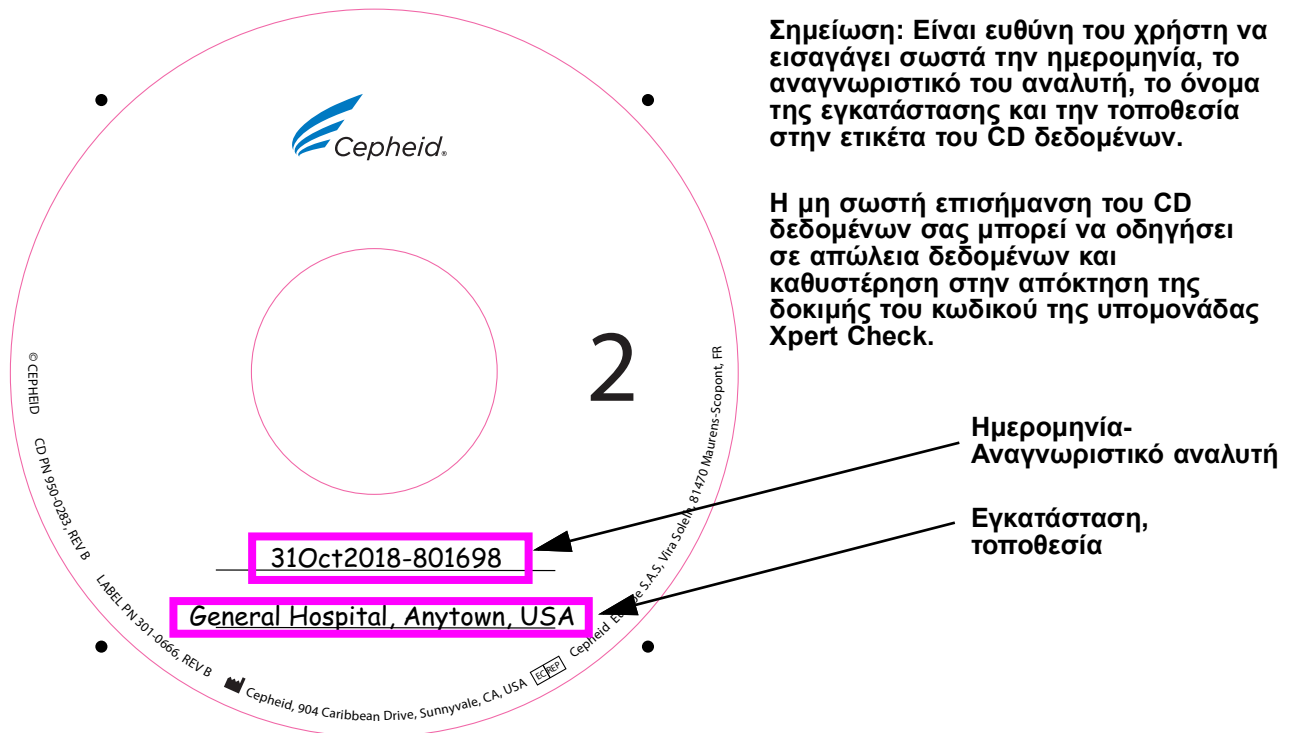 Σημείωση: Είναι ευθύνη του χρήστη να
εισαγάγει σωστά την ημερομηνία, το
αναγνωριστικό του αναλυτή, το όνομα
της εγκατάστασης και την τοποθεσία
στην ετικέτα του CD δεδομένων.
Η μη σωστή επισήμανση του CD
δεδομένων σας μπορεί να οδηγήσει
σε απώλεια δεδομένων και
καθυστέρηση στην απόκτηση της
δοκιμής του κωδικού της υπομονάδας
Xpert Check.
Cepheid®
2
Ημερομηνία-
Αναγνωριστικό αναλυτή
Εγκατάσταση,
τοποθεσία
31Oct2018-801698
General Hospital, Anytown, USA
© CEPHEID CD PN 950-0283, REV B LABEL PN 301-0666, REV B Cepheid, 904 Caribbean Drive, Sunnyvale, CA, USA EC REP Cepheid S.A.S, Vira Solelh, 81470 Maurens-Scopont, FR